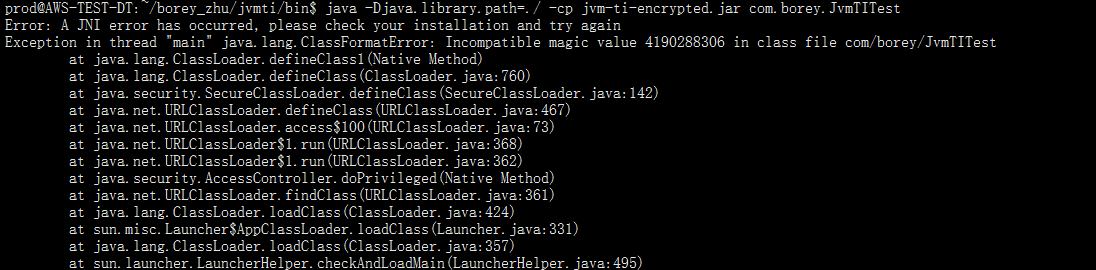 prod@AWS-TEST-DT:~/borey_zhu/jvmti/bin$ java -Djava.library.path=./ -cp jvm-ti-encrypted.jar com.borey.JvmTITest
Error: A JNI error has occurred, please check your installation and try again
Exception in thread "main" java.lang.ClassFormatError: Incompatible magic value 4190288306 in class file com/borey/JvmTITest
        at java.lang.ClassLoader.defineClass1(Native Method)
        at java.lang.ClassLoader.defineClass(ClassLoader.java:760)
        at java.security.SecureClassLoader.defineClass(SecureClassLoader.java:142)
        at java.net.URLClassLoader.defineClass(URLClassLoader.java:467)
        at java.net.URLClassLoader.access$100(URLClassLoader.java:73)
        at java.net.URLClassLoader$1.run(URLClassLoader.java:368)
        at java.net.URLClassLoader$1.run(URLClassLoader.java:362)
        at java.security.AccessController.doPrivileged(Native Method)
        at java.net.URLClassLoader.findClass(URLClassLoader.java:361)
        at java.lang.ClassLoader.loadClass(ClassLoader.java:424)
        at sun.misc.Launcher$AppClassLoader.loadClass(Launcher.java:331)
        at java.lang.ClassLoader.loadClass(ClassLoader.java:357)
        at sun.launcher.LauncherHelper.checkAndLoadMain(LauncherHelper.java:495)